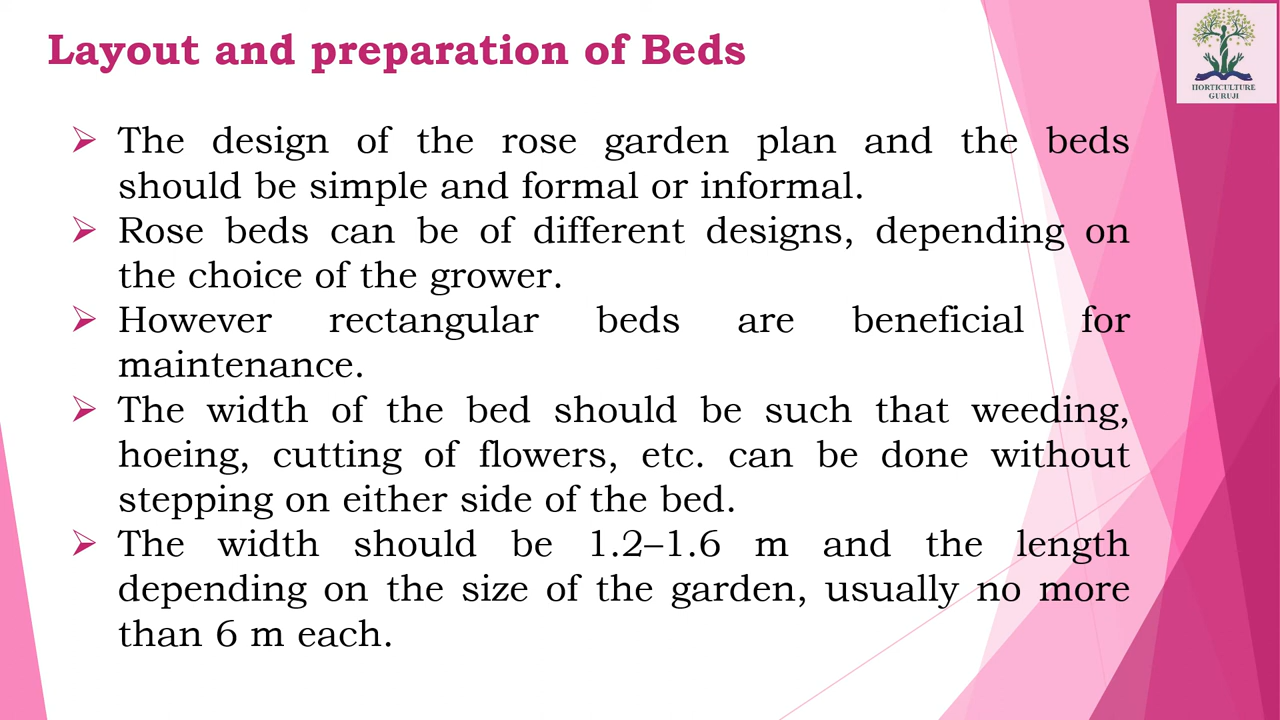 Layout and preparation of Beds
HORTICULTURE
GURUJI
➢ The design of the rose garden plan and the beds
should be simple and formal or informal.
➢ Rose beds can be of different designs, depending on
the choice of the grower.
➢ However rectangular beds are beneficial for
maintenance.
➢ The width of the bed should be such that weeding,
hoeing, cutting of flowers, etc. can be done without
stepping on either side of the bed.
➢ The width should be 1.2–1.6 m and the length
depending on the size of the garden, usually no more
than 6 m each.